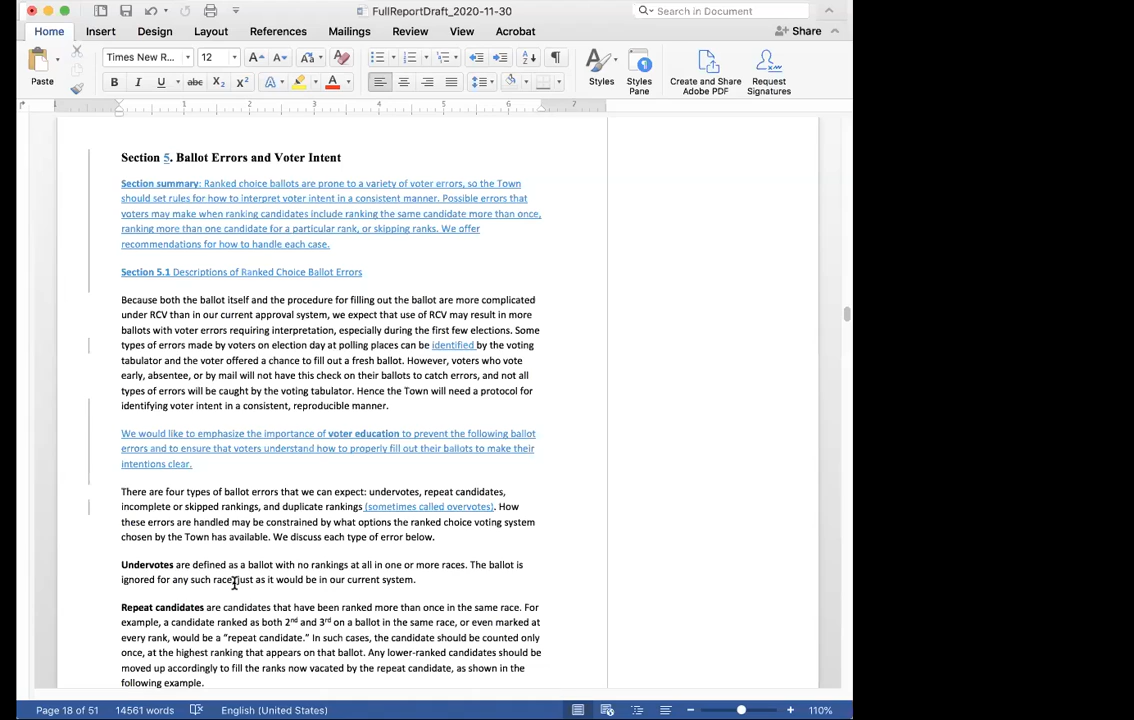 FullReportDraft_2020-11-30
Search in Document
Home Insert Design Layout References Mailings Review View Acrobat Share
Paste
Times New R... 12
Styles
Styles Pane
Create and Share Adobe PDF
Request Signatures
1 2 3 4 5 6 7
Section 5. Ballot Errors and Voter Intent
Section summary: Ranked choice ballots are prone to a variety of voter errors, so the Town
should set rules for how to interpret voter intent in a consistent manner. Possible errors that
voters may make when ranking candidates include ranking the same candidate more than once,
ranking more than one candidate for a particular rank, or skipping ranks. We offer
recommendations for how to handle each case.
Section 5.1 Descriptions of Ranked Choice Ballot Errors
Because both the ballot itself and the procedure for filling out the ballot are more complicated
under RCV than in our current approval system, we expect that use of RCV may result in more
ballots with voter errors requiring interpretation, especially during the first few elections. Some
types of errors made by voters on election day at polling places can be identified by the voting
tabulator and the voter offered a chance to fill out a fresh ballot. However, voters who vote
early, absentee, or by mail will not have this check on their ballots to catch errors, and not all
types of errors will be caught by the voting tabulator. Hence the Town will need a protocol for
identifying voter intent in a consistent, reproducible manner.
We would like to emphasize the importance of voter education to prevent the following ballot
errors and to ensure that voters understand how to properly fill out their ballots to make their
intentions clear.
There are four types of ballot errors that we can expect: undervotes, repeat candidates,
incomplete or skipped rankings, and duplicate rankings (sometimes called overvotes). How
these errors are handled may be constrained by what options the ranked choice voting system
chosen by the Town has available. We discuss each type of error below.
Undervotes are defined as a ballot with no rankings at all in one or more races. The ballot is
ignored for any such race just as it would be in our current system.
Repeat candidates are candidates that have been ranked more than once in the same race. For
example, a candidate ranked as both 2nd and 3rd on a ballot in the same race, or even marked at
every rank, would be a "repeat candidate." In such cases, the candidate should be counted only
once, at the highest ranking that appears on that ballot. Any lower-ranked candidates should be
moved up accordingly to fill the ranks now vacated by the repeat candidate, as shown in the
following example.
Page 18 of 51 14561 words English (United States) 110%